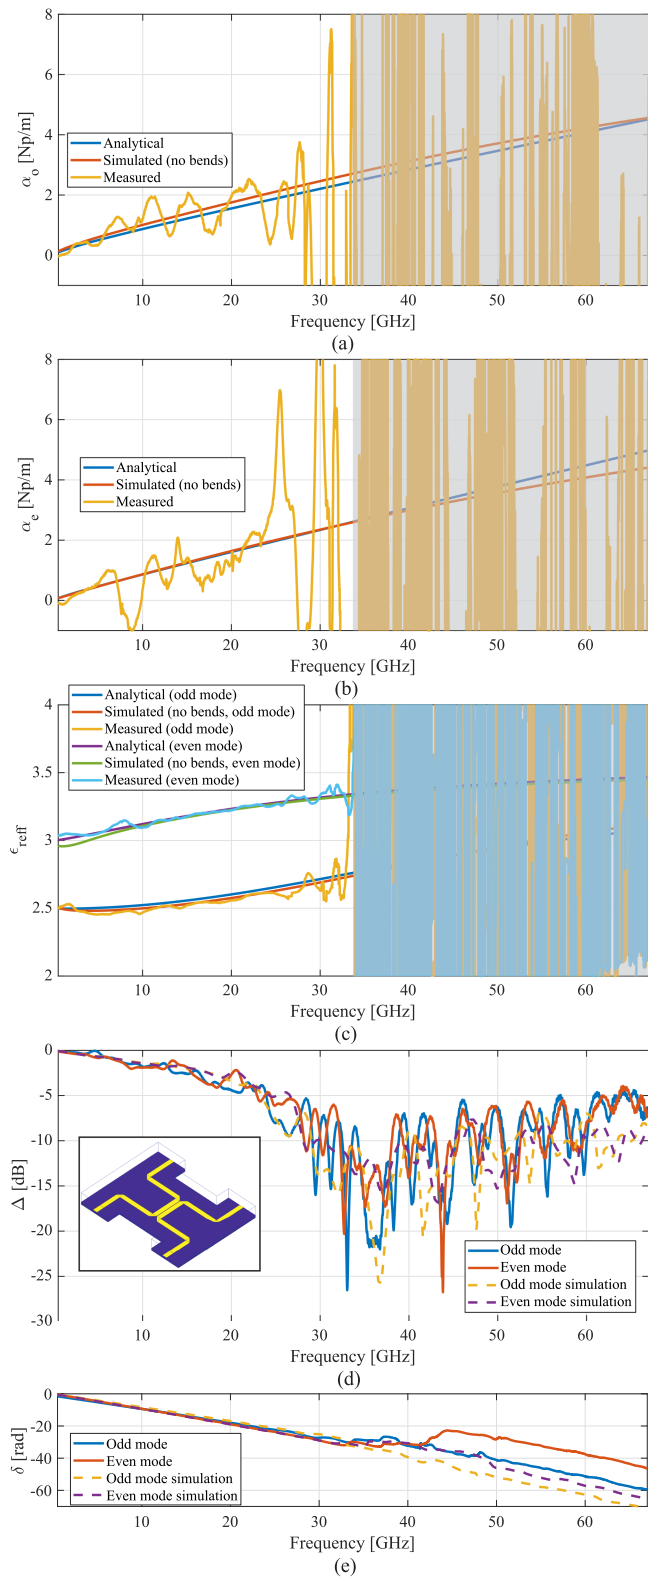 8
6
4
2
0
α_o [Np/m]
Analytical
Simulated (no bends)
Measured
10 20 30 40 50 60
Frequency [GHz]
(a)
8
6
4
2
0
α_e [Np/m]
Analytical
Simulated (no bends)
Measured
10 20 30 40 50 60
Frequency [GHz]
(b)
Analytical (odd mode)
Simulated (no bends, odd mode)
Measured (odd mode)
Analytical (even mode)
Simulated (no bends, even mode)
Measured (even mode)
4
3.5
3
2.5
2
ϵ_reff
10 20 30 40 50 60
Frequency [GHz]
(c)
0
-5
-10
-15
-20
-25
-30
Δ [dB]
Odd mode
Even mode
Odd mode simulation
Even mode simulation
10 20 30 40 50 60
Frequency [GHz]
(d)
0
-20
-40
-60
δ [rad]
Odd mode
Even mode
Odd mode simulation
Even mode simulation
10 20 30 40 50 60
Frequency [GHz]
(e)